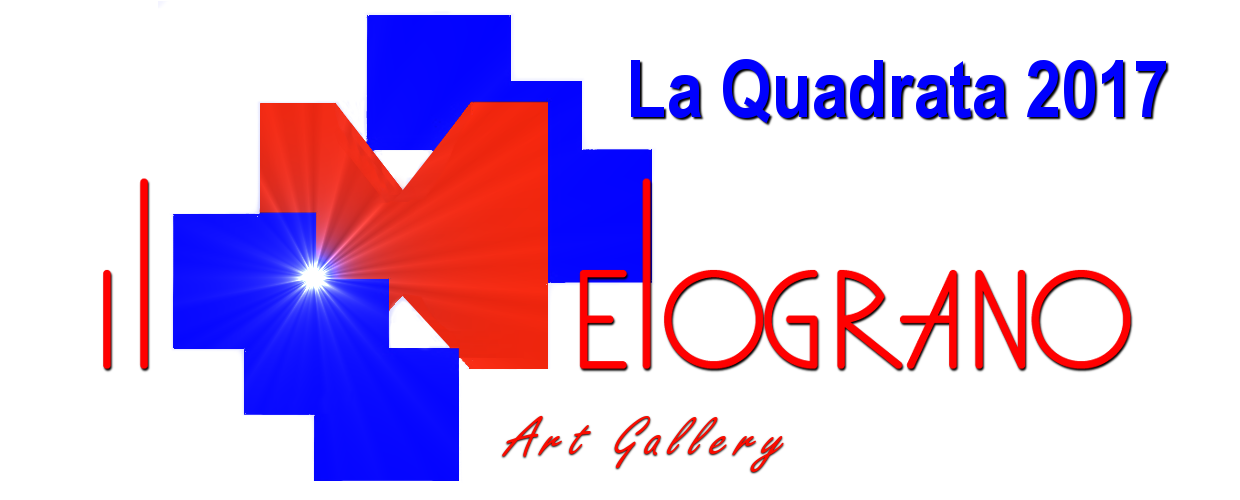 La Quadrata 2017
il MElOGRANO
Art Gallery